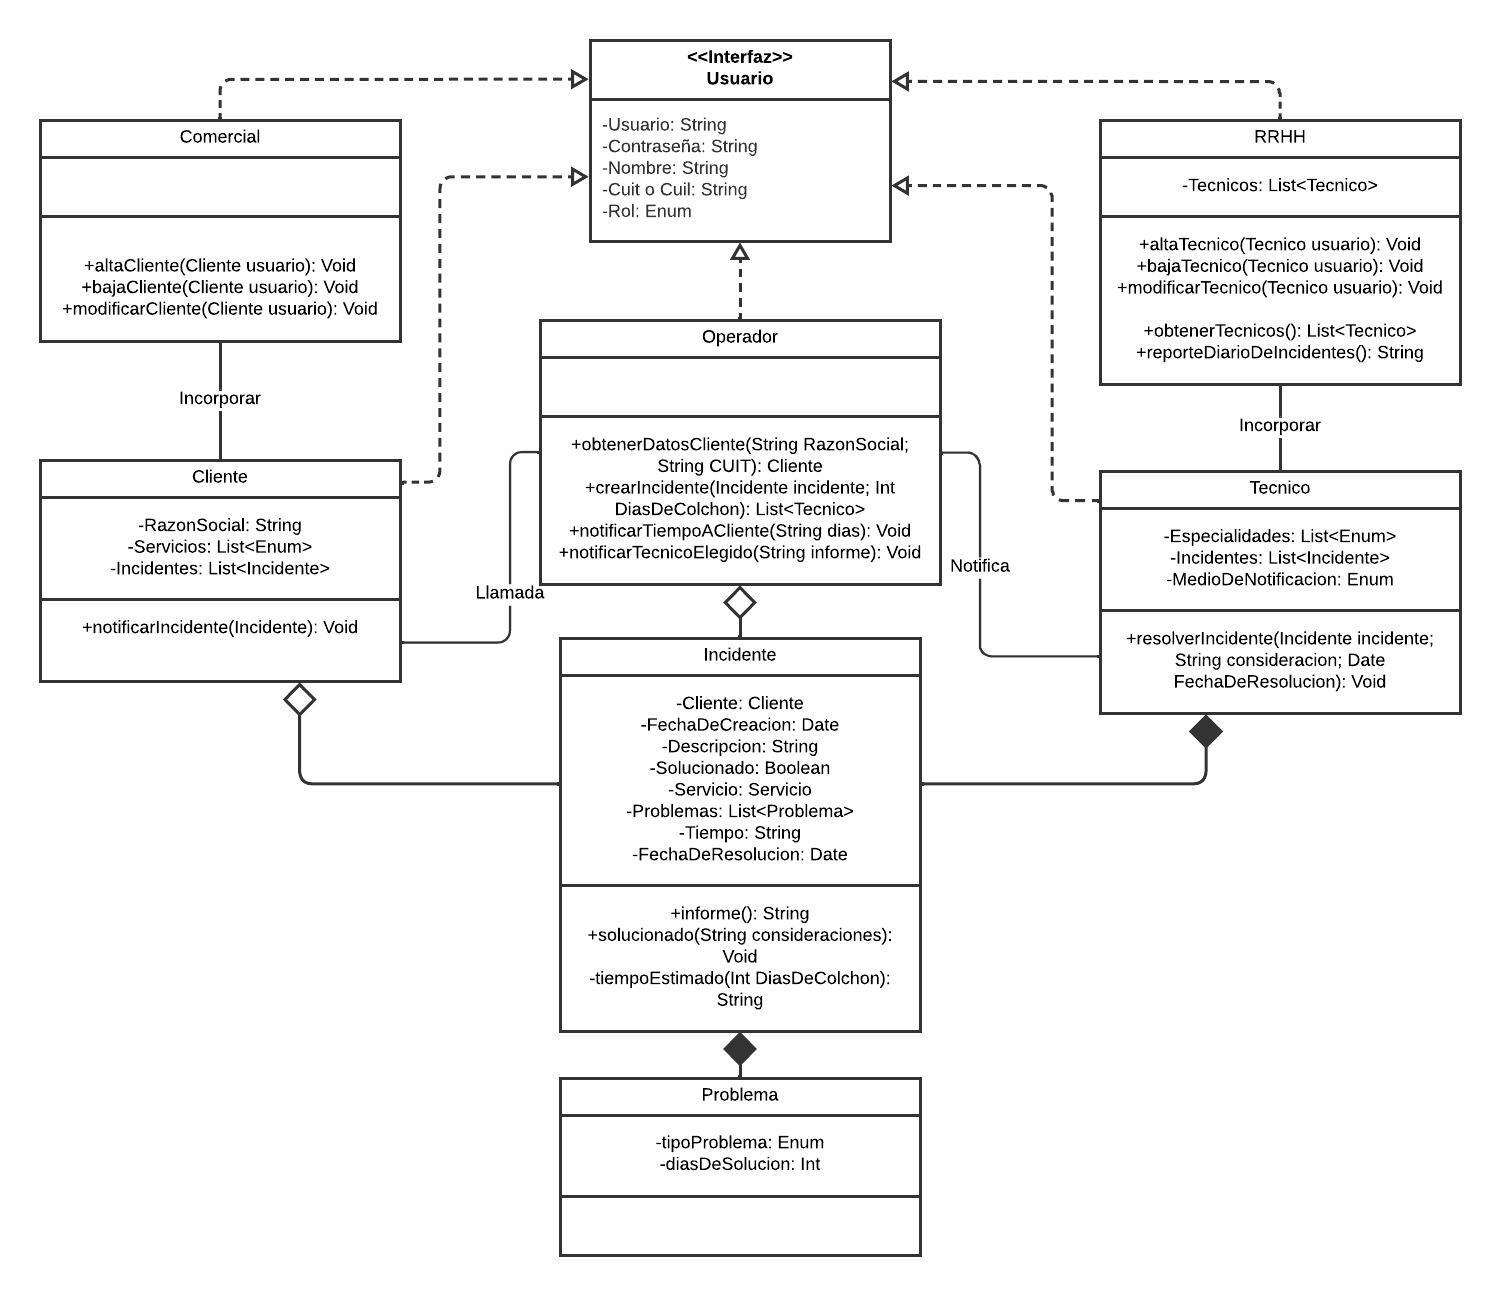 <<Interfaz>>
Usuario
-Usuario: String
-Contraseña: String
-Nombre: String
-Cuit o Cuil: String
-Rol: Enum
Comercial
+altaCliente(Cliente usuario): Void
+bajaCliente(Cliente usuario): Void
+modificarCliente(Cliente usuario): Void
RRHH
-Tecnicos: List<Tecnico>
+altaTecnico(Tecnico usuario): Void
+bajaTecnico(Tecnico usuario): Void
+modificarTecnico(Tecnico usuario): Void
+obtenerTecnicos(): List<Tecnico>
+reporteDiarioDeIncidentes(): String
Operador
+obtenerDatosCliente(String RazonSocial;
String CUIT): Cliente
+crearIncidente(Incidente incidente; Int
DiasDeColchon): List<Tecnico>
+notificarTiempoACliente(String dias): Void
+notificarTecnicoElegido(String informe): Void
Incorporar
Incorporar
Cliente
-RazonSocial: String
-Servicios: List<Enum>
-Incidentes: List<Incidente>
+notificarIncidente(Incidente): Void
Llamada
Notifica
Tecnico
-Especialidades: List<Enum>
-Incidentes: List<Incidente>
-MedioDeNotificacion: Enum
+resolverIncidente(Incidente incidente;
String consideracion; Date
FechaDeResolucion): Void
Incidente
-Cliente: Cliente
-FechaDeCreacion: Date
-Descripcion: String
-Solucionado: Boolean
-Servicio: Servicio
-Problemas: List<Problema>
-Tiempo: String
-FechaDeResolucion: Date
+informe(): String
+solucionado(String consideraciones):
Void
-tiempoEstimado(Int DiasDeColchon):
String
Problema
-tipoProblema: Enum
-diasDeSolucion: Int